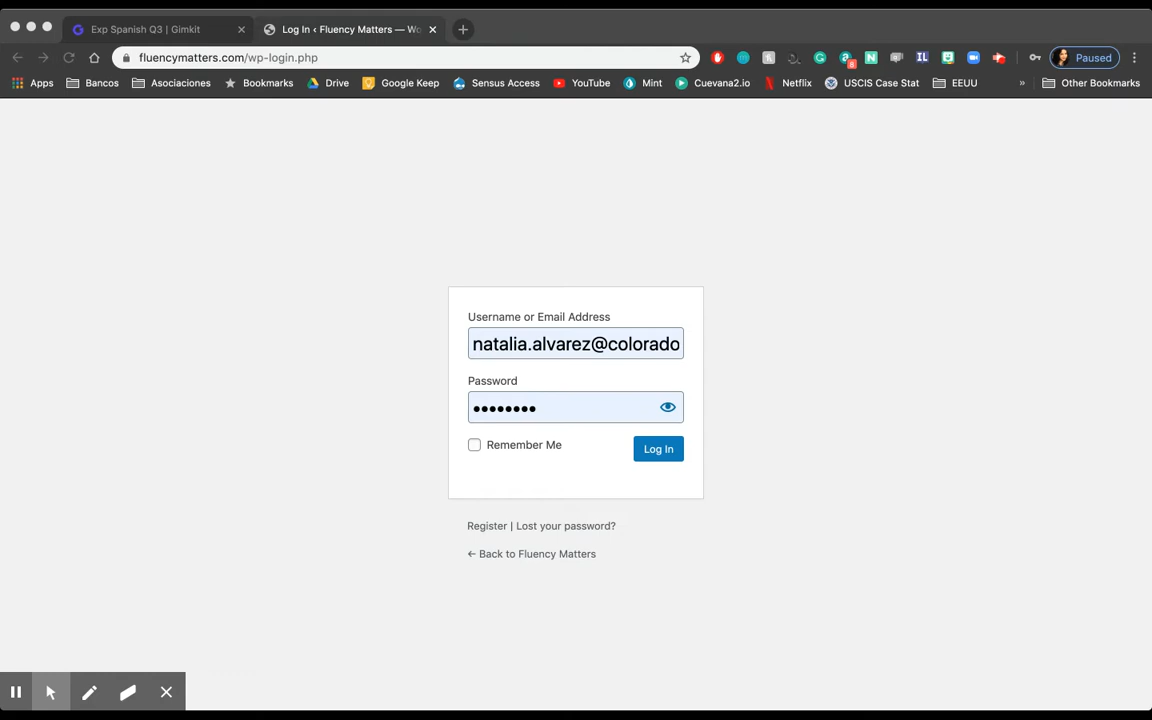 Exp Spanish Q3 | Gimkit
Log In ‹ Fluency Matters — Wo
fluencymatters.com/wp-login.php
Paused
Apps Bancos Asociaciones Bookmarks Drive Google Keep Sensus Access YouTube Mint Cuevana2.io Netflix USCIS Case Stat EEUU » Other Bookmarks
Username or Email Address
natalia.alvarez@colorado
Password
••••••••
Remember Me
Log In
Register | Lost your password?
← Back to Fluency Matters